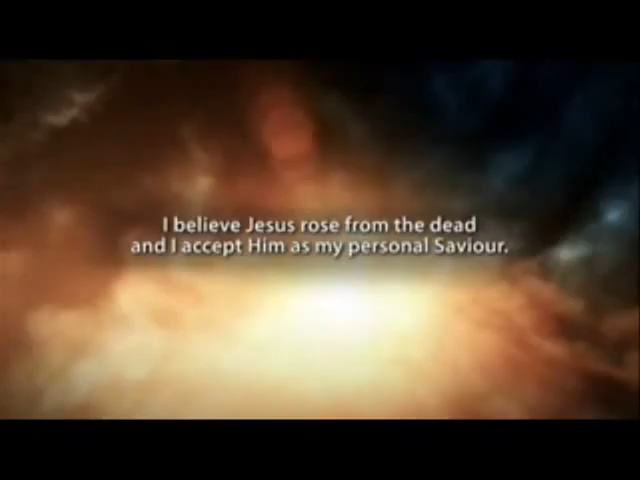 I believe Jesus rose from the dead
and I accept Him as my personal Saviour.